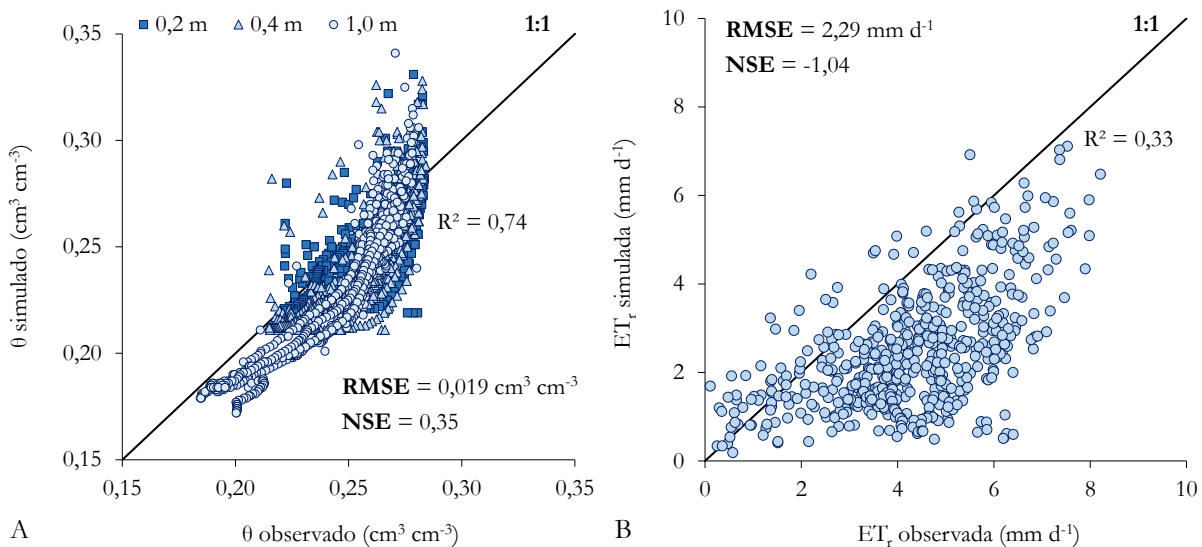 0,2 m 0,4 m 1,0 m
1:1
0,35
0,30
0,25
0,20
0,15
θ simulado (cm³ cm⁻³)
R² = 0,74
RMSE = 0,019 cm³ cm⁻³
NSE = 0,35
0,15 0,20 0,25 0,30 0,35
A
θ observado (cm³ cm⁻³)
RMSE = 2,29 mm d⁻¹
NSE = -1,04
1:1
10
8
6
4
2
0
ETᵣ simulada (mm d⁻¹)
R² = 0,33
0 2 4 6 8 10
B
ETᵣ observada (mm d⁻¹)